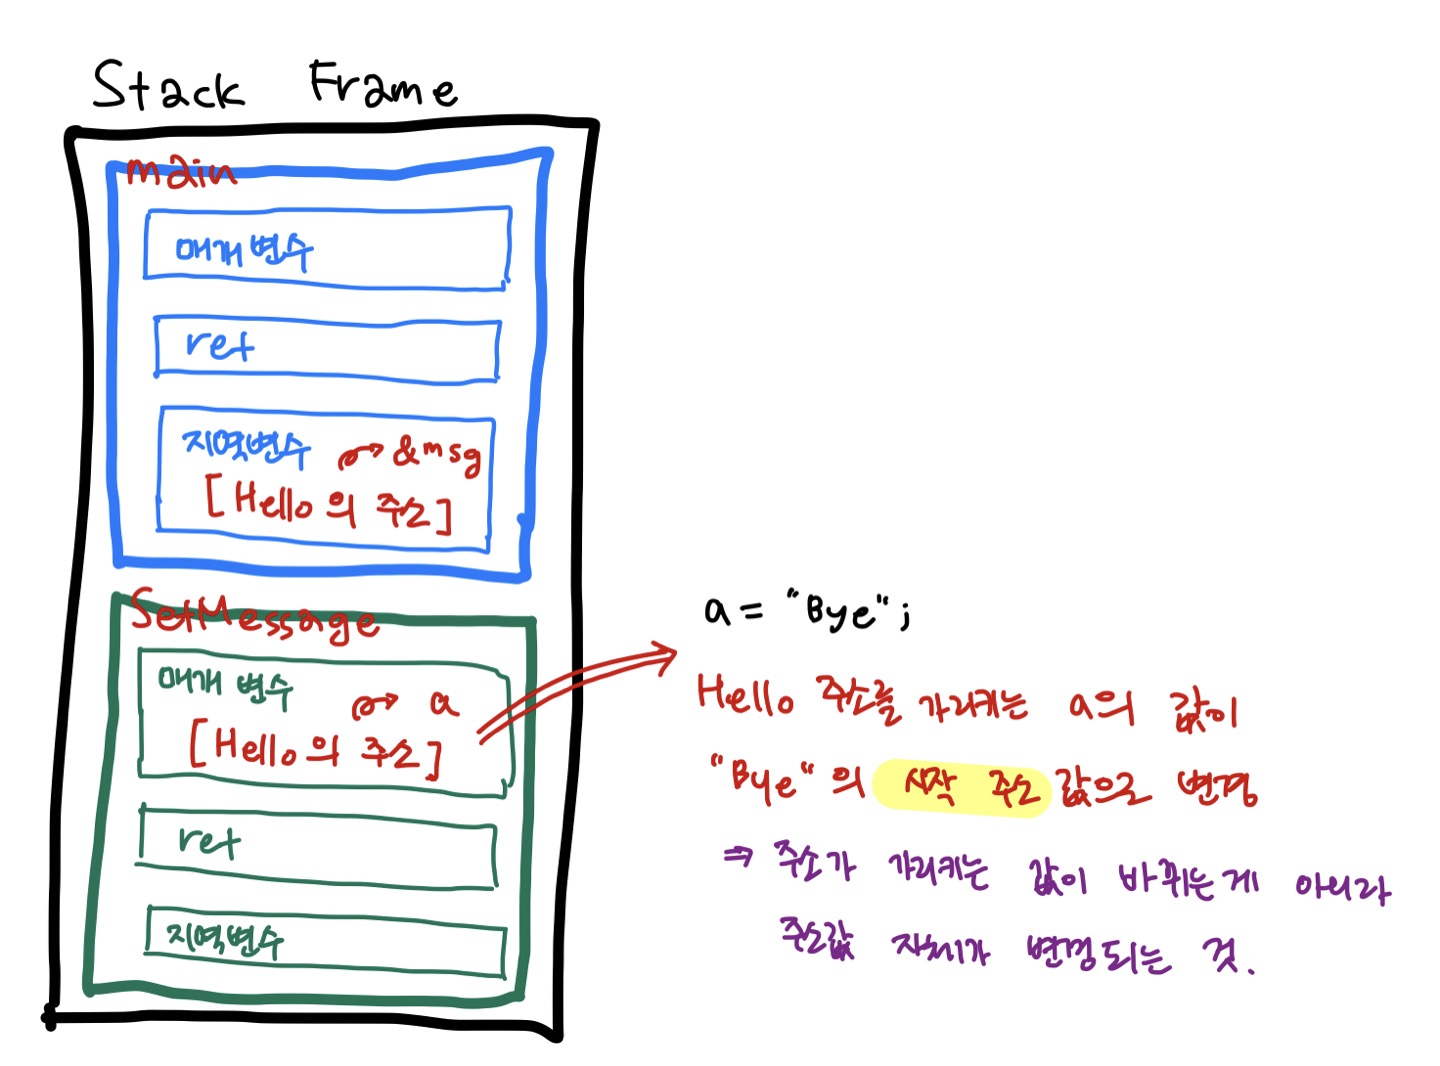 Stack Frame
main
매개변수
ret
지역변수 → &msg
[Hello의 주소]
SetMessage
매개 변수 → a
[Hello의 주소]
ret
지역변수
a = "Bye";
Hello 주소를 가리키는 a의 값이
"Bye"의 시작 주소 값으로 변경
⇒ 주소가 가리키는 값이 바뀌는게 아니라
주소값 자체가 변경되는 것.